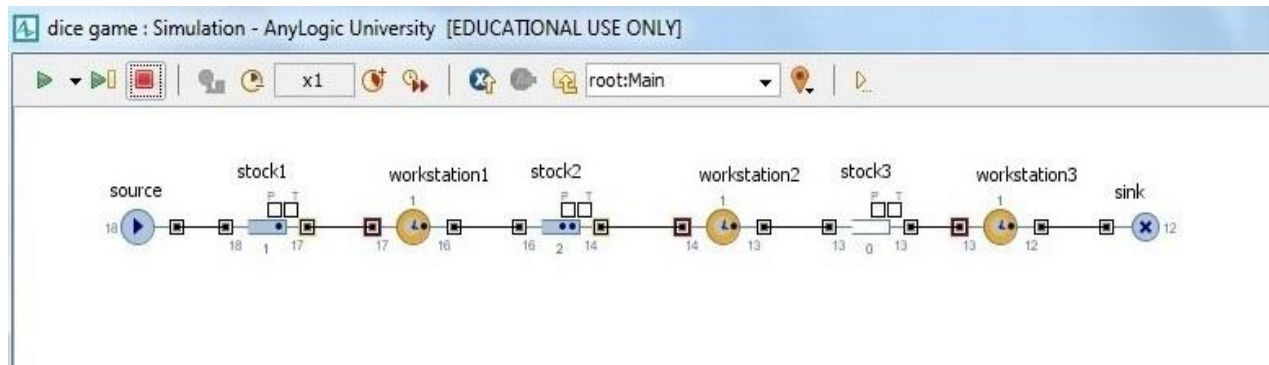 dice game : Simulation - AnyLogic University [EDUCATIONAL USE ONLY]
x1 root:Main
source stock1 workstation1 stock2 workstation2 stock3 workstation3 sink
P T 1 P T 1 P T 1
18 18 1 17 17 16 16 2 14 14 13 13 0 13 13 12 12